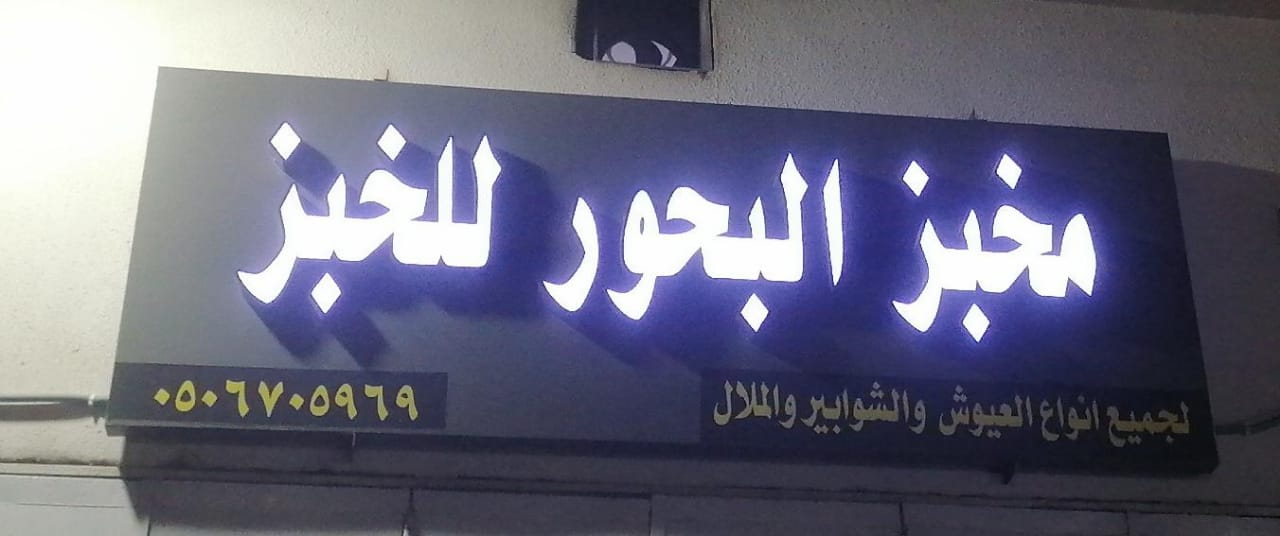 مخبز البحور للخبز
لجميع انواع العيوش والشوابير والملال
٠٥٠٦٧٠٥٩٦٩